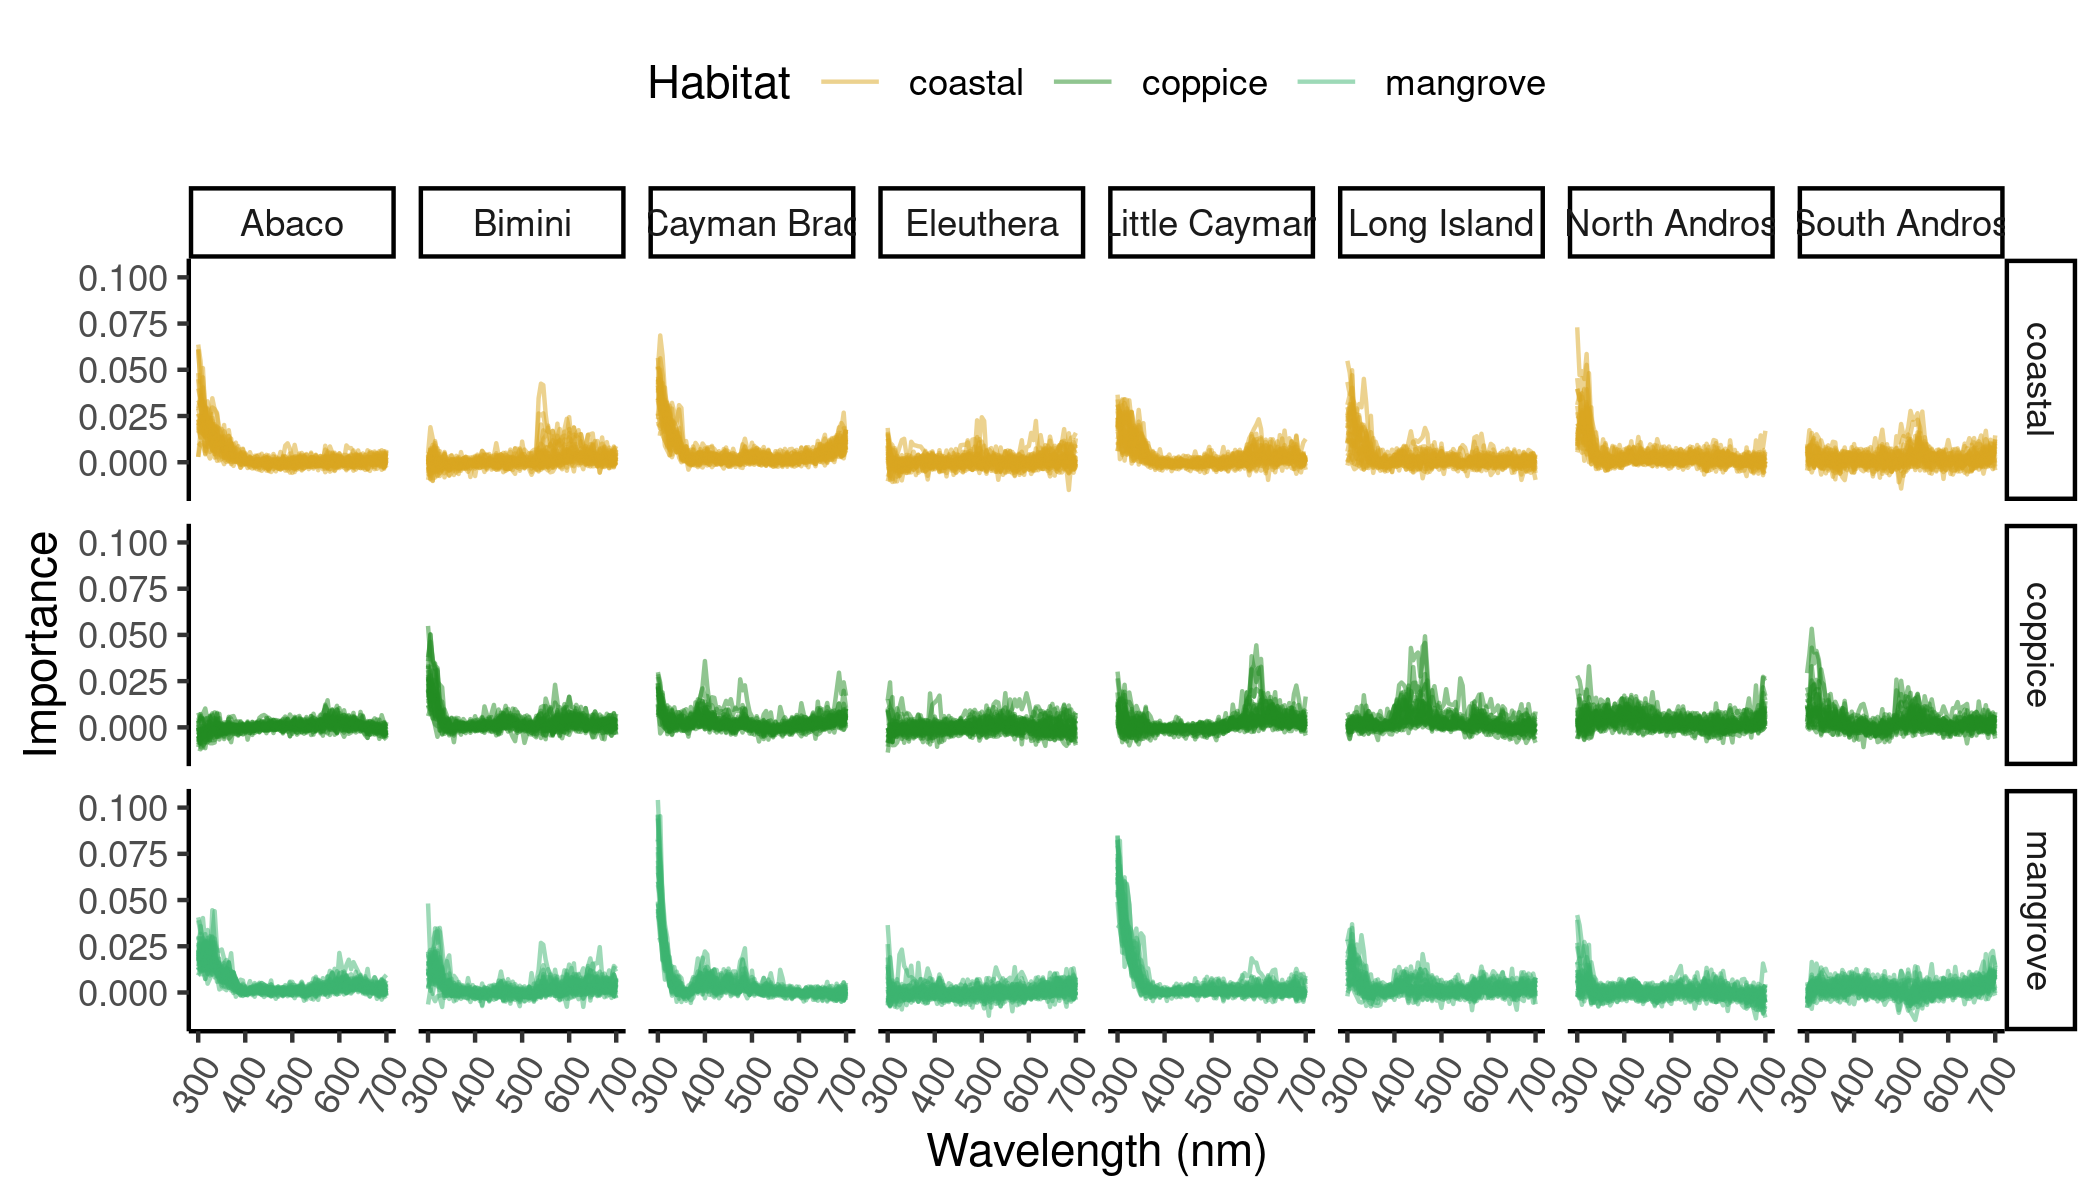 Habitat coastal coppice mangrove
Abaco Bimini Cayman Brac Eleuthera Little Cayman Long Island North Andros South Andros
0.100
0.075
0.050
0.025
0.000
coastal
0.100
0.075
0.050
0.025
0.000
coppice
0.100
0.075
0.050
0.025
0.000
mangrove
Importance
300 400 500 600 700 300 400 500 600 700 300 400 500 600 700 300 400 500 600 700 300 400 500 600 700 300 400 500 600 700 300 400 500 600 700 300 400 500 600 700
Wavelength (nm)